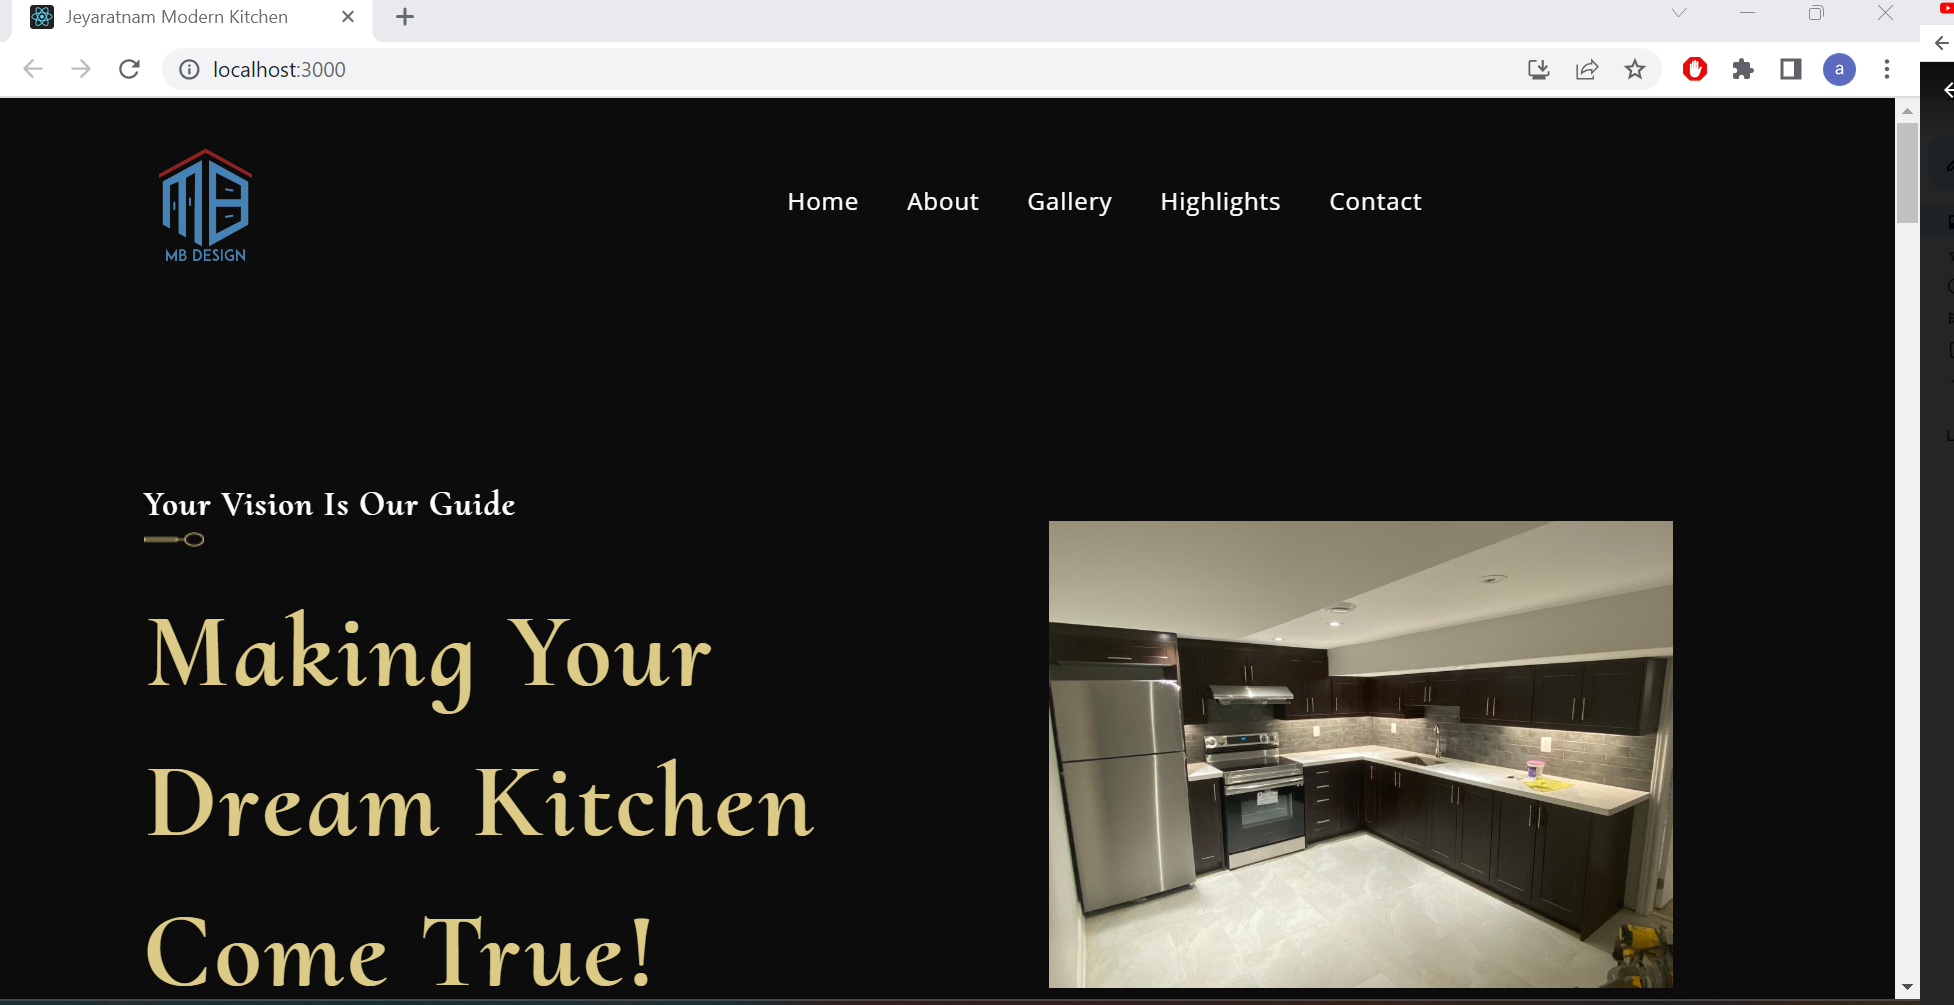 Jeyaratnam Modern Kitchen
localhost:3000
a
MB DESIGN
Home About Gallery Highlights Contact
Your Vision Is Our Guide
Making Your
Dream Kitchen
Come True!